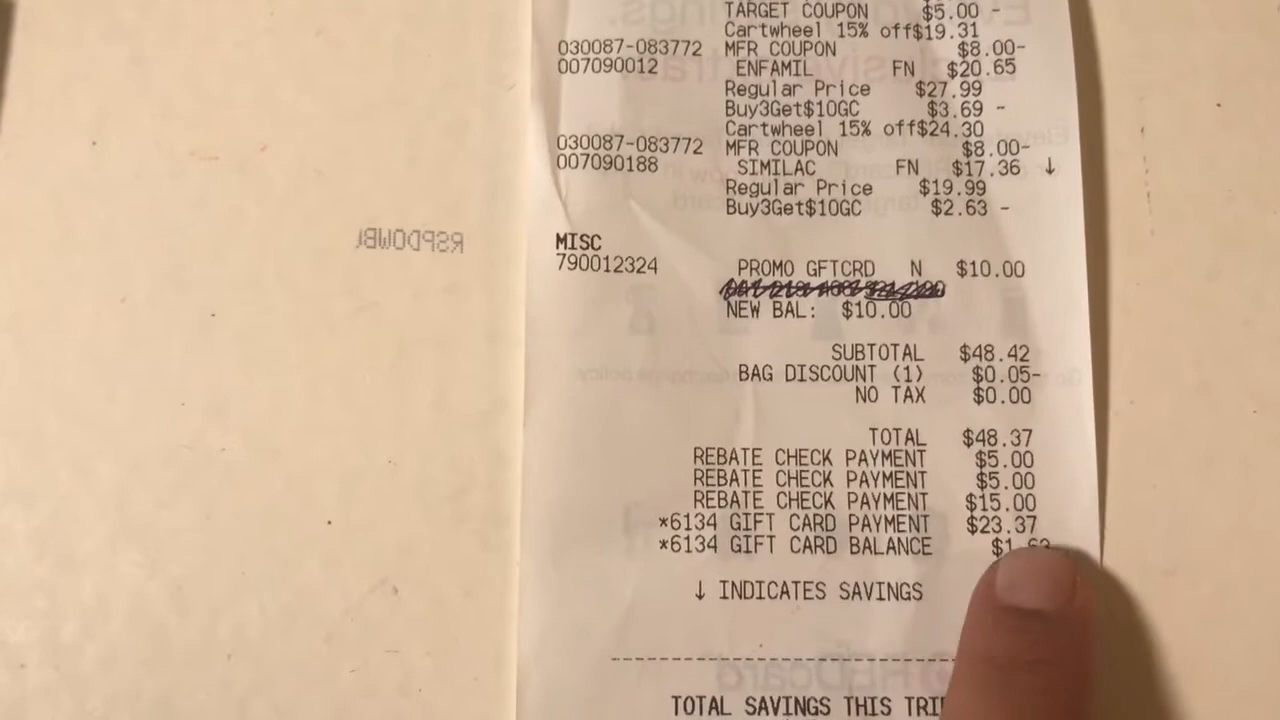 TARGET COUPON $5.00 -
Cartwheel 15% off$19.31
030087-083772 MFR COUPON $8.00-
007090012 ENFAMIL FN $20.65
Regular Price $27.99
Buy3Get$10GC $3.69 -
Cartwheel 15% off$24.30
030087-083772 MFR COUPON $8.00-
007090188 SIMILAC FN $17.36 ↓
Regular Price $19.99
Buy3Get$10GC $2.63 -
MISC
790012324 PROMO GFTCRD N $10.00
NEW BAL: $10.00
SUBTOTAL $48.42
BAG DISCOUNT (1) $0.05-
NO TAX $0.00
TOTAL $48.37
REBATE CHECK PAYMENT $5.00
REBATE CHECK PAYMENT $5.00
REBATE CHECK PAYMENT $15.00
*6134 GIFT CARD PAYMENT $23.37
*6134 GIFT CARD BALANCE $1.63
↓ INDICATES SAVINGS
TOTAL SAVINGS THIS TRI